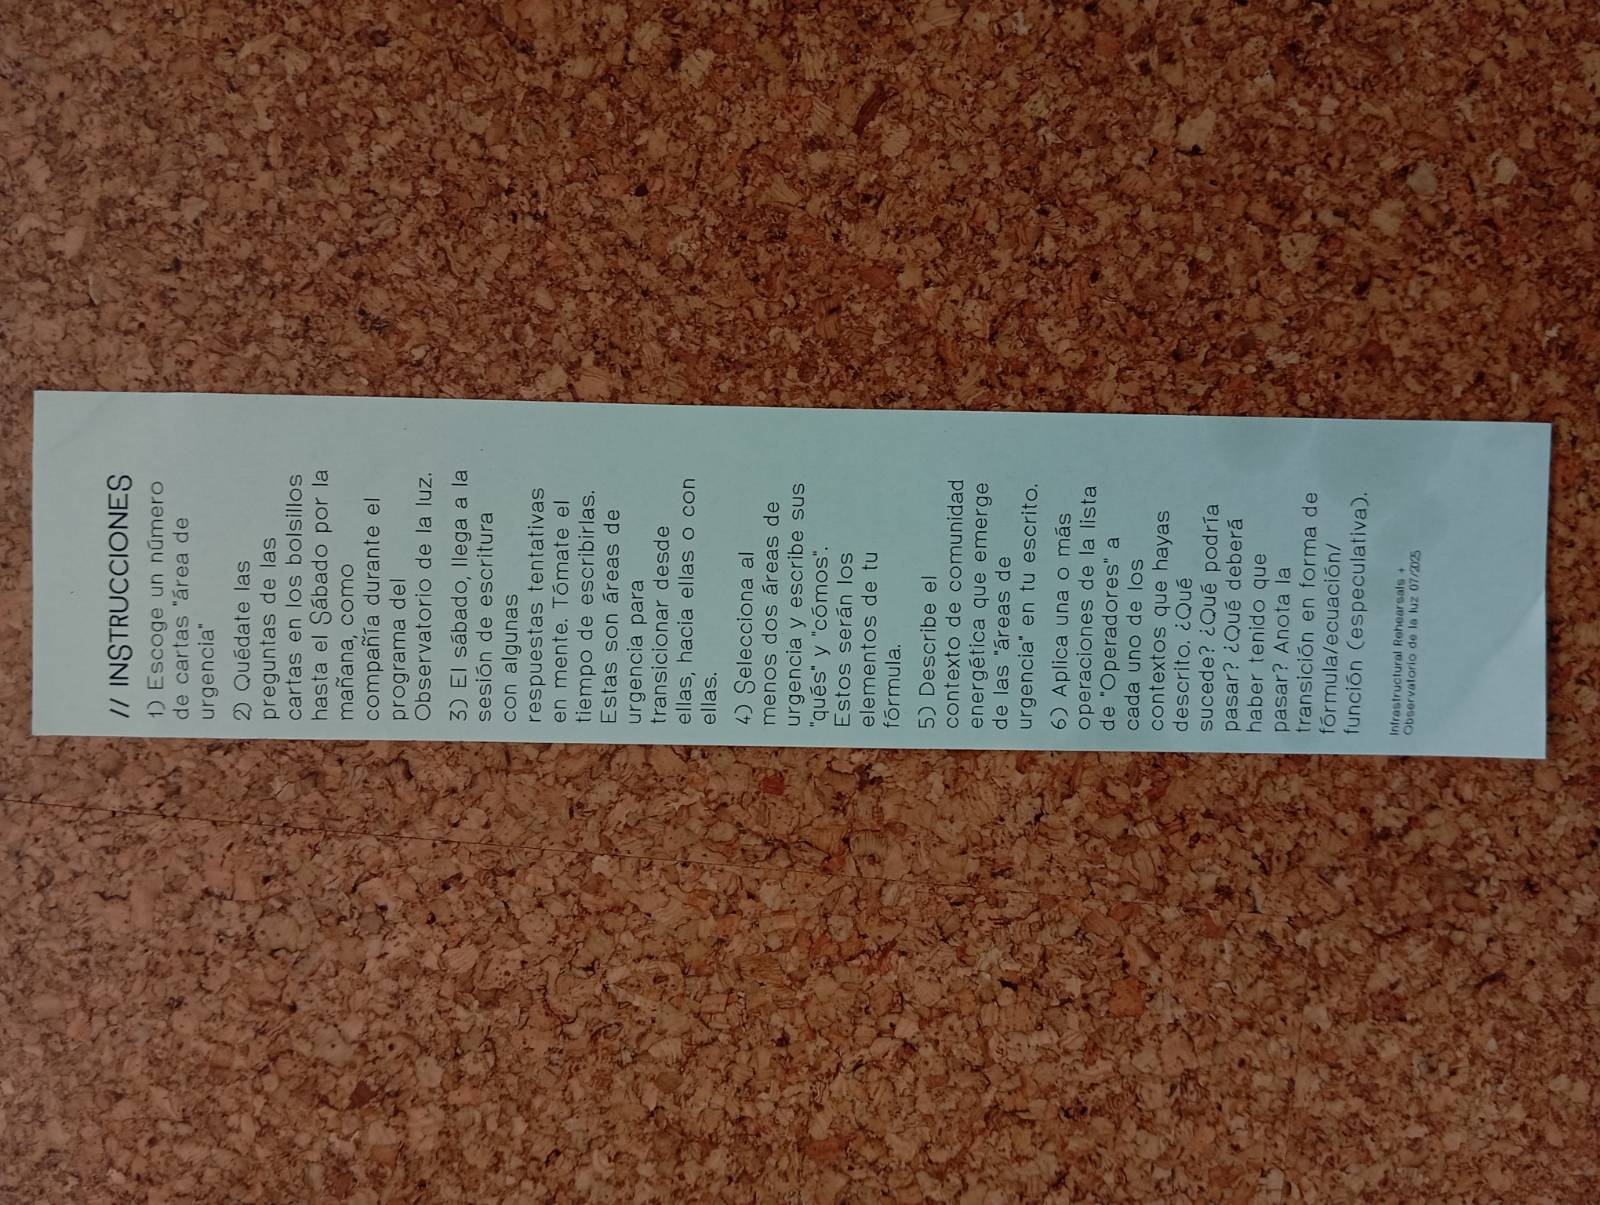 // INSTRUCCIONES
1) Escoge un número
de cartas "área de
urgencia"
2) Quédate las
preguntas de las
cartas en los bolsillos
hasta el Sábado por la
mañana, como
compañía durante el
programa del
Observatorio de la luz.
3) El sábado, llega a la
sesión de escritura
con algunas
respuestas tentativas
en mente. Tómate el
tiempo de escribirlas.
Estas son áreas de
urgencia para
transicionar desde
ellas, hacia ellas o con
ellas.
4) Selecciona al
menos dos áreas de
urgencia y escribe sus
"qués" y "cómos".
Estos serán los
elementos de tu
fórmula.
5) Describe el
contexto de comunidad
energética que emerge
de las "áreas de
urgencia" en tu escrito.
6) Aplica una o más
operaciones de la lista
de "Operadores" a
cada uno de los
contextos que hayas
descrito. ¿Qué
sucede? ¿Qué podría
pasar? ¿Qué deberá
haber tenido que
pasar? Anota la
transición en forma de
fórmula/ecuación/
función (especulativa).
Infrastructural Rehearsals +
Observatorio de la luz 07/2025